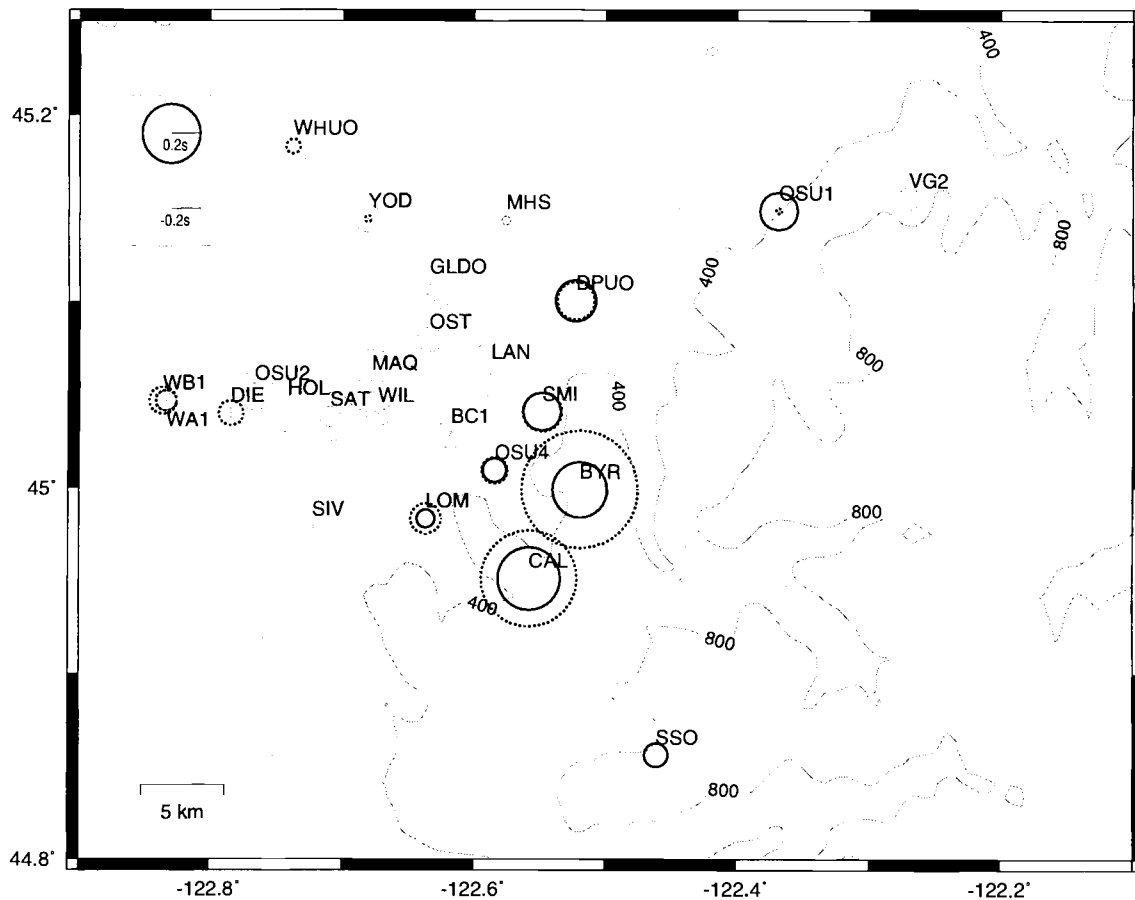 400
45.2°
WHUO
0.2s
YOD
MHS
OSU1
VG2
-0.2s
800
GLDO
400
DPUO
OST
LAN
MAQ
800
OSU2
WB1
HOL
DIE
SAT
WIL
SMI
400
WA1
BC1
OSU4
BYR
45°
LOM
SIV
800
CAL
400
800
SSO
800
5 km
44.8°
-122.8°
-122.6°
-122.4°
-122.2°